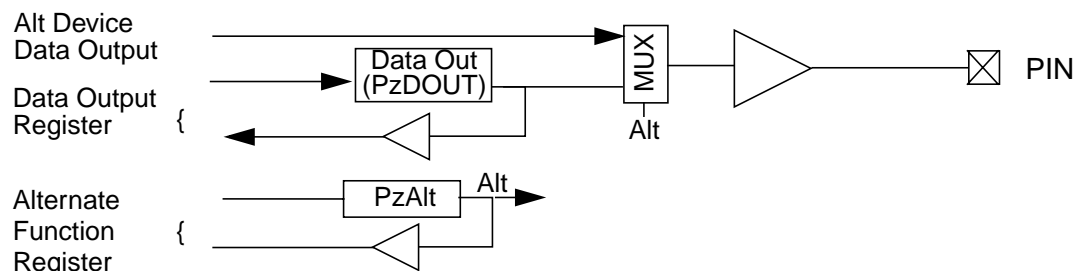 Alt Device
Data Output
Data Out
(PzDOUT)
MUX
PIN
Data Output
Register {
Alt
Alt
PzAlt
Alternate
Function {
Register